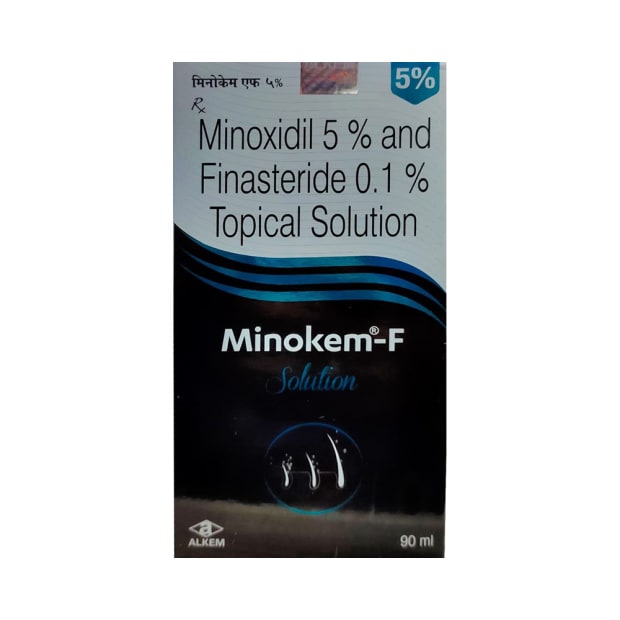 मिनोकेम एफ ५%
5%
Rx
Minoxidil 5 % and
Finasteride 0.1 %
Topical Solution
Minokem®-F
Solution
a
ALKEM
90 ml